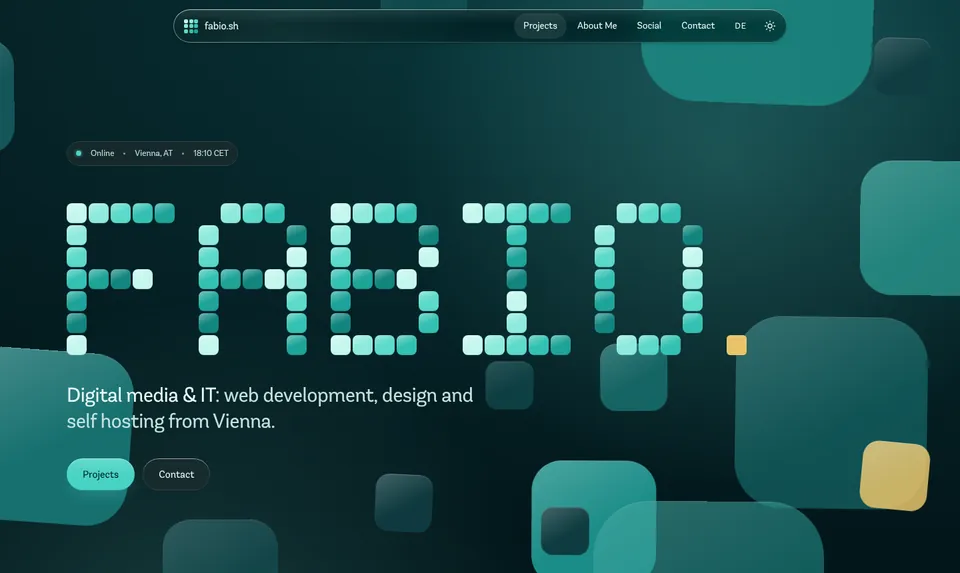 fabio.sh
Projects About Me Social Contact DE
Online • Vienna, AT • 18:10 CET
FABIO.
Digital media & IT: web development, design and
self hosting from Vienna.
Projects Contact